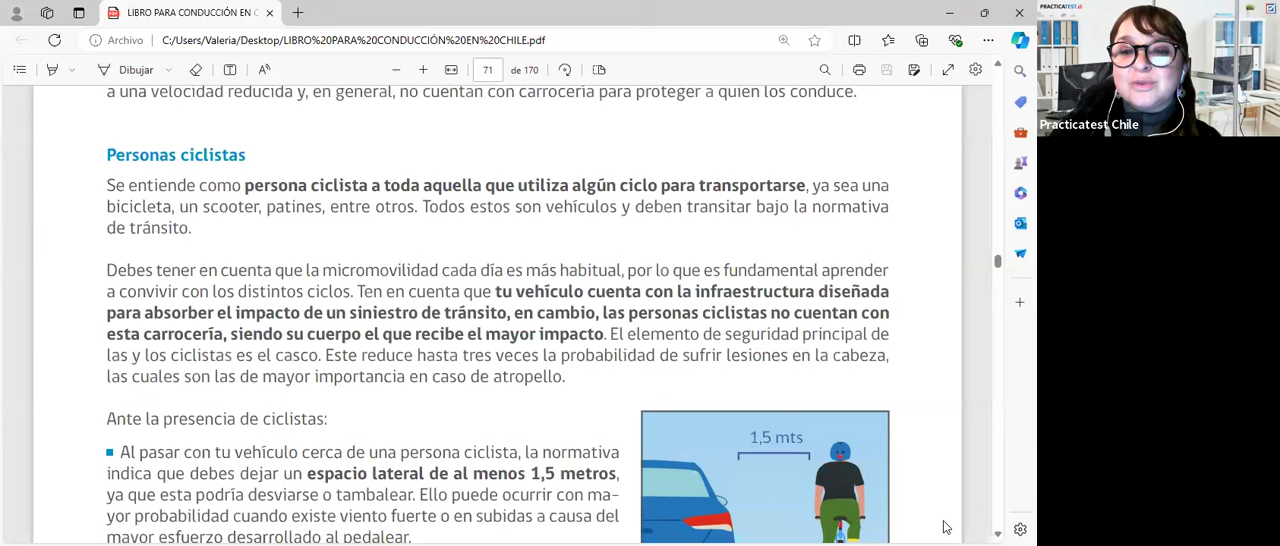 LIBRO PARA CONDUCCIÓN EN C
Archivo
C:/Users/Valeria/Desktop/LIBRO%20PARA%20CONDUCCIÓN%20EN%20CHILE.pdf
Dibujar
71
de 170
a una velocidad reducida y, en general, no cuentan con carrocería para proteger a quien los conduce.
Personas ciclistas
Se entiende como persona ciclista a toda aquella que utiliza algún ciclo para transportarse, ya sea una
bicicleta, un scooter, patines, entre otros. Todos estos son vehículos y deben transitar bajo la normativa
de tránsito.
Debes tener en cuenta que la micromovilidad cada día es más habitual, por lo que es fundamental aprender
a convivir con los distintos ciclos. Ten en cuenta que tu vehículo cuenta con la infraestructura diseñada
para absorber el impacto de un siniestro de tránsito, en cambio, las personas ciclistas no cuentan con
esta carrocería, siendo su cuerpo el que recibe el mayor impacto. El elemento de seguridad principal de
las y los ciclistas es el casco. Este reduce hasta tres veces la probabilidad de sufrir lesiones en la cabeza,
las cuales son las de mayor importancia en caso de atropello.
Ante la presencia de ciclistas:
Al pasar con tu vehículo cerca de una persona ciclista, la normativa
indica que debes dejar un espacio lateral de al menos 1,5 metros,
ya que esta podría desviarse o tambalear. Ello puede ocurrir con ma-
yor probabilidad cuando existe viento fuerte o en subidas a causa del
mayor esfuerzo desarrollado al pedalear.
1,5 mts
PRACTICATEST.cl
Practicatest Chile